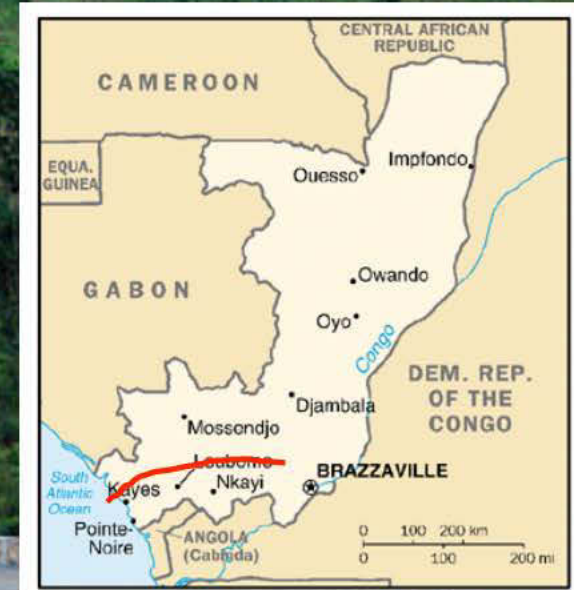 CENTRAL AFRICAN
REPUBLIC
CAMEROON
EQUA.
GUINEA
Ouesso
Impfondo
GABON
Owando
Oyo
Congo
DEM. REP.
OF THE
CONGO
Djambala
Mossendjo
Loubomo
BRAZZAVILLE
South
Atlantic
Ocean
Kayes
Nkayi
Pointe-
Noire
ANGOLA
(Cabinda)
0 100 200 km
0 100 200 mi